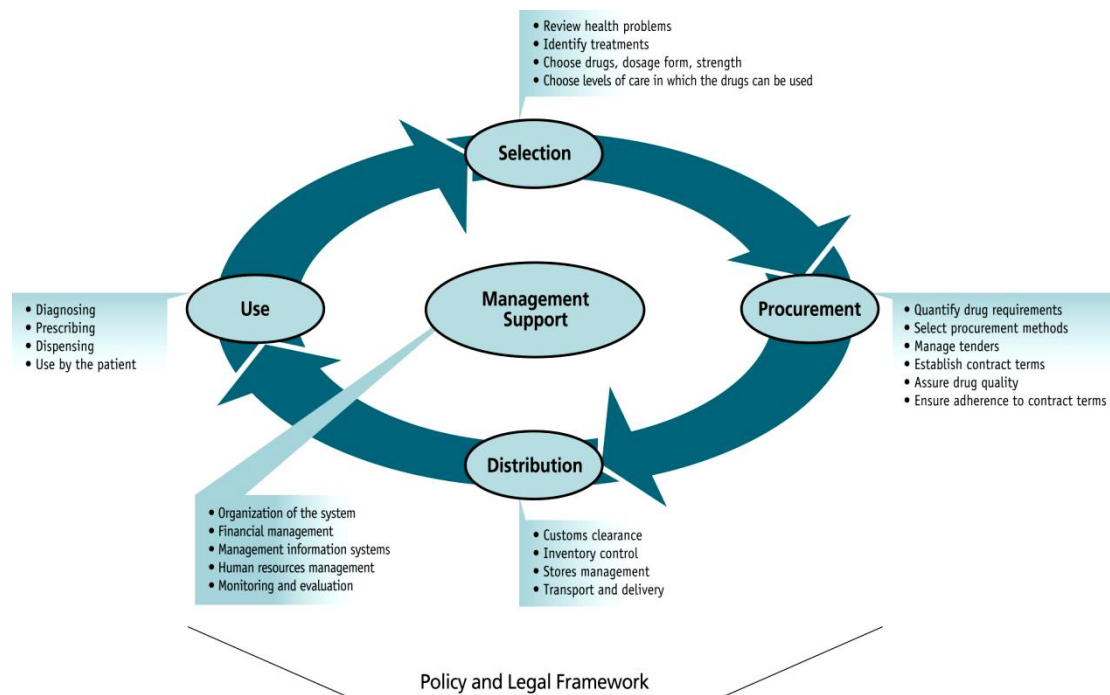 • Review health problems
• Identify treatments
• Choose drugs, dosage form, strength
• Choose levels of care in which the drugs can be used
Selection
Use
Management
Support
Procurement
• Diagnosing
• Prescribing
• Dispensing
• Use by the patient
• Quantify drug requirements
• Select procurement methods
• Manage tenders
• Establish contract terms
• Assure drug quality
• Ensure adherence to contract terms
Distribution
• Organization of the system
• Financial management
• Management information systems
• Human resources management
• Monitoring and evaluation
• Customs clearance
• Inventory control
• Stores management
• Transport and delivery
Policy and Legal Framework